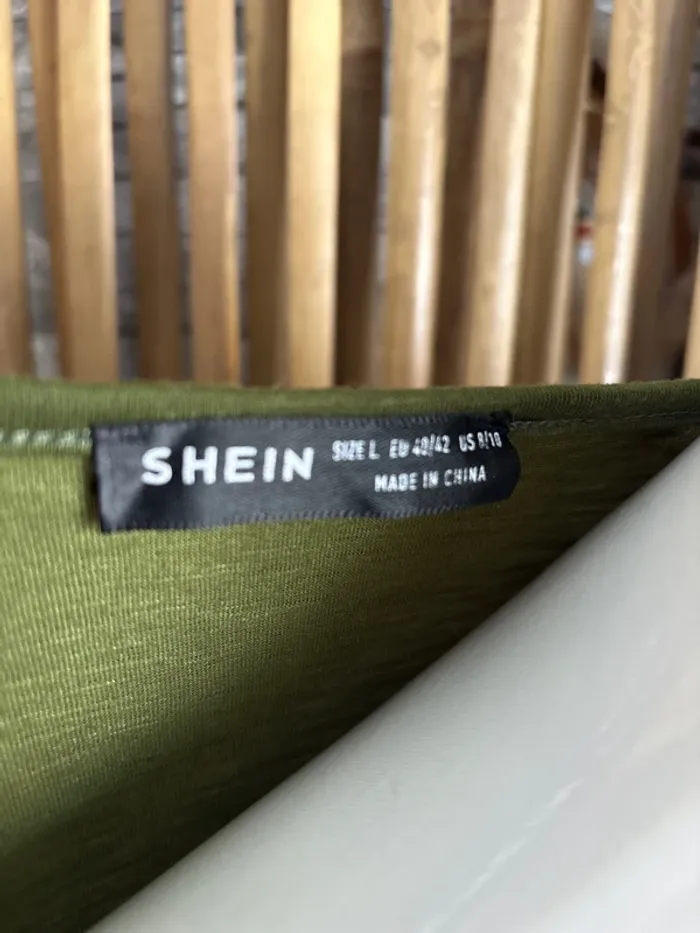 SHEIN
SIZE L EU 40/42 US 8/10
MADE IN CHINA